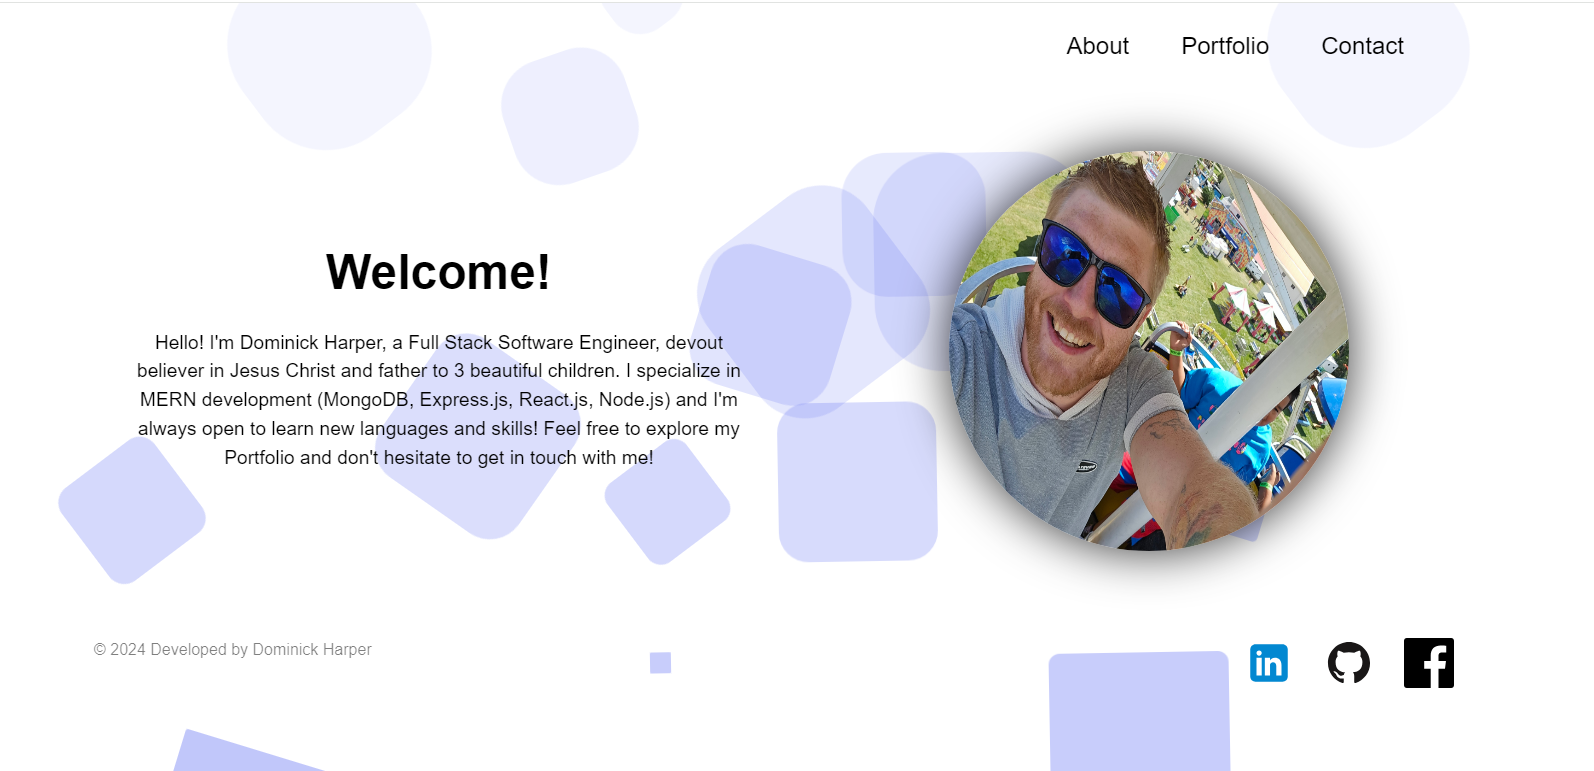 About
Portfolio
Contact
Welcome!
Hello! I'm Dominick Harper, a Full Stack Software Engineer, devout
believer in Jesus Christ and father to 3 beautiful children. I specialize in
MERN development (MongoDB, Express.js, React.js, Node.js) and I'm
always open to learn new languages and skills! Feel free to explore my
Portfolio and don't hesitate to get in touch with me!
© 2024 Developed by Dominick Harper
in